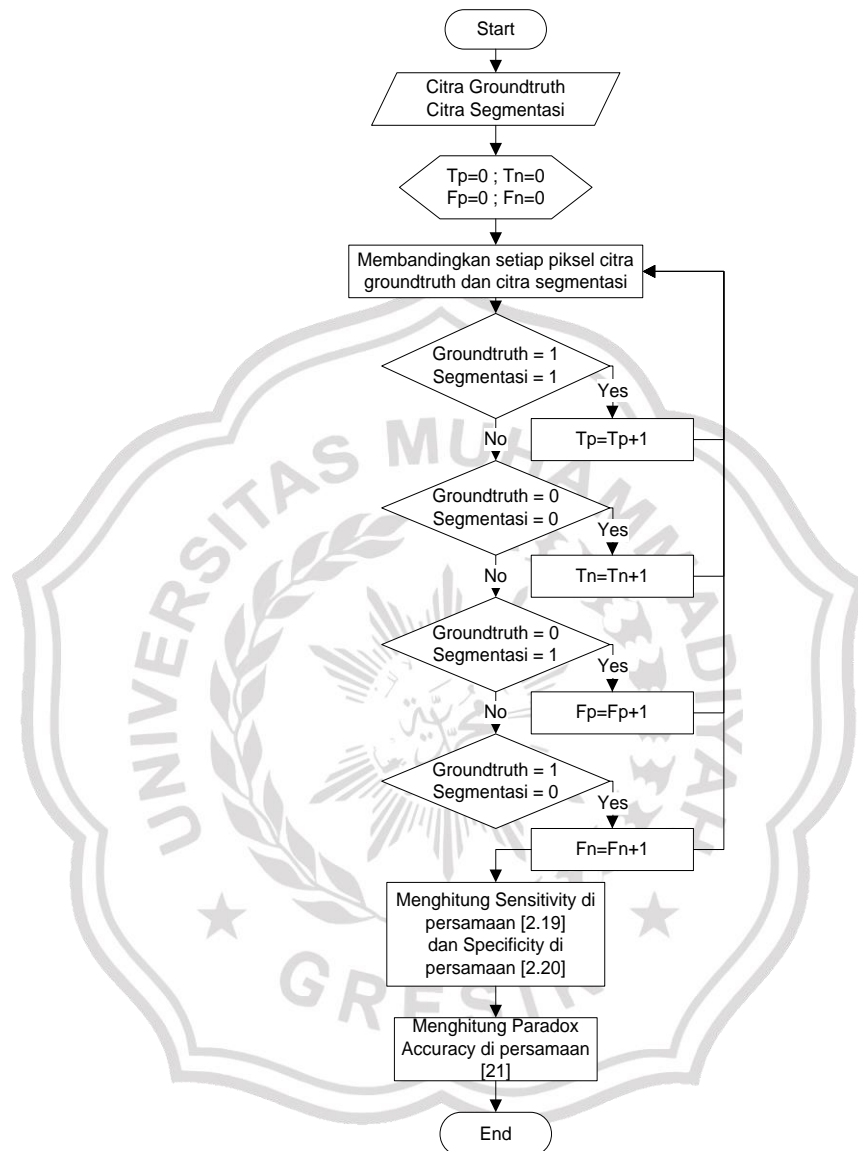 Start
Citra Groundtruth
Citra Segmentasi
Tp=0 ; Tn=0
Fp=0 ; Fn=0
Membandingkan setiap piksel citra
groundtruth dan citra segmentasi
Groundtruth = 1
Segmentasi = 1
Yes
No
Tp=Tp+1
Groundtruth = 0
Segmentasi = 0
Yes
No
Tn=Tn+1
Groundtruth = 0
Segmentasi = 1
Yes
No
Fp=Fp+1
Groundtruth = 1
Segmentasi = 0
Yes
Fn=Fn+1
Menghitung Sensitivity di
persamaan [2.19]
dan Specificity di
persamaan [2.20]
Menghitung Paradox
Accuracy di persamaan
[21]
End
UNIVERSITAS MUHAMMADIYAH
GRESIK